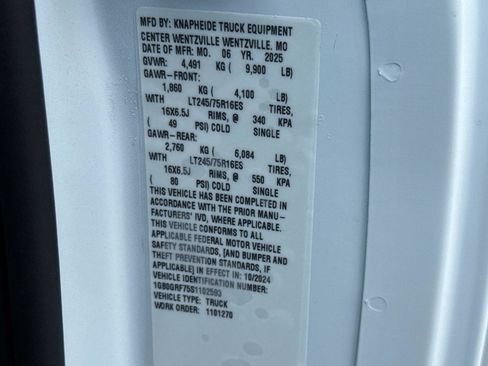 MFD BY: KNAPHEIDE TRUCK EQUIPMENT
CENTER WENTZVILLE WENTZVILLE, MO
DATE OF MFR: MO. 06 YR. 2025
GVWR: 4,491 KG ( 9,900 LB)
GAWR-FRONT:
1,860 KG ( 4,100 LB)
WITH LT245/75R16ES TIRES,
16X6.5J RIMS, @ 340 KPA
( 49 PSI) COLD SINGLE
GAWR-REAR:
2,760 KG ( 6,084 LB)
WITH LT245/75R16ES TIRES,
16X6.5J RIMS, @ 550 KPA
( 80 PSI) COLD SINGLE
THIS VEHICLE HAS BEEN COMPLETED IN
ACCORDANCE WITH THE PRIOR MANU-
FACTURERS' IVD, WHERE APPLICABLE.
THIS VEHICLE CONFORMS TO ALL
APPLICABLE FEDERAL MOTOR VEHICLE
SAFETY STANDARDS, [AND BUMPER AND
THEFT PREVENTION STANDARDS, IF
APPLICABLE] IN EFFECT IN: 10/2024
VEHICLE IDENTIFICATION NUMBER:
1GB0GRF75S1102593
VEHICLE TYPE: TRUCK
WORK ORDER: 1101270